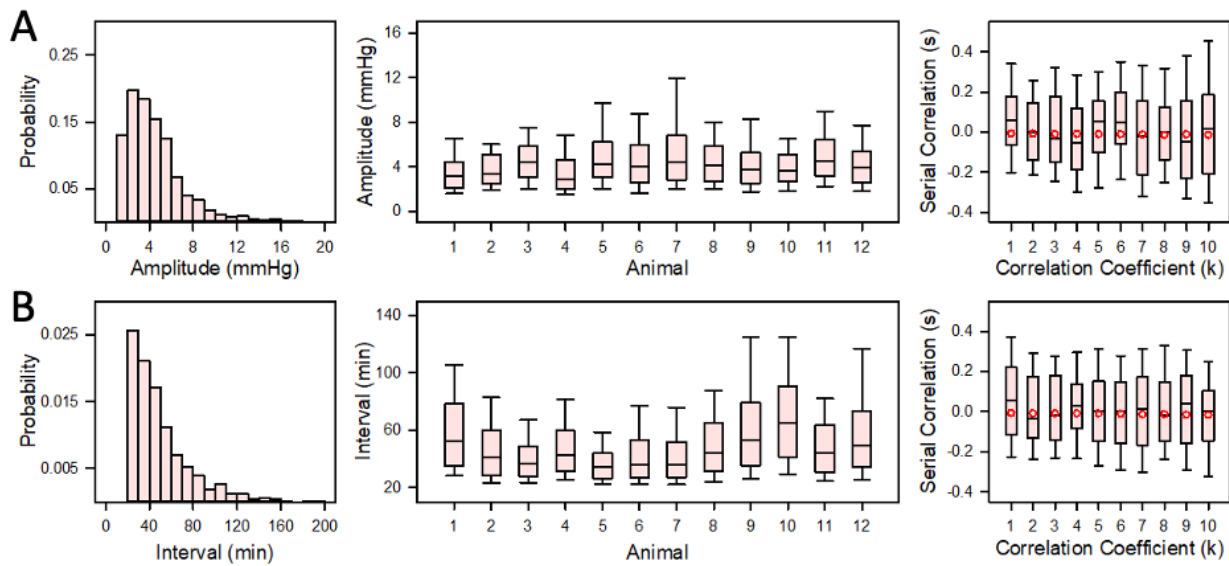 A
Probability
0.25
0.15
0.05
0 4 8 12 16 20
Amplitude (mmHg)
Amplitude (mmHg)
16
12
8
4
0
1 2 3 4 5 6 7 8 9 10 11 12
Animal
Serial Correlation (s)
0.4
0.2
0.0
-0.2
-0.4
1 2 3 4 5 6 7 8 9 10
Correlation Coefficient (k)
B
Probability
0.025
0.015
0.005
0 40 80 120 160 200
Interval (min)
Interval (min)
140
100
60
20
1 2 3 4 5 6 7 8 9 10 11 12
Animal
Serial Correlation (s)
0.4
0.2
0.0
-0.2
-0.4
1 2 3 4 5 6 7 8 9 10
Correlation Coefficient (k)